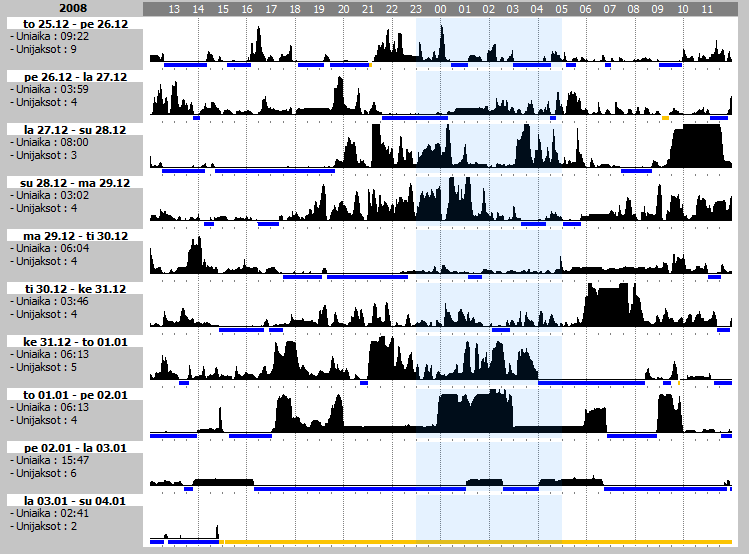 2008 13 14 15 16 17 18 19 20 21 22 23 00 01 02 03 04 05 06 07 08 09 10 11
to 25.12 - pe 26.12
- Uniaika : 09:22
- Unijaksot : 9
pe 26.12 - la 27.12
- Uniaika : 03:59
- Unijaksot : 4
la 27.12 - su 28.12
- Uniaika : 08:00
- Unijaksot : 3
su 28.12 - ma 29.12
- Uniaika : 03:02
- Unijaksot : 4
ma 29.12 - ti 30.12
- Uniaika : 06:04
- Unijaksot : 4
ti 30.12 - ke 31.12
- Uniaika : 03:46
- Unijaksot : 4
ke 31.12 - to 01.01
- Uniaika : 06:13
- Unijaksot : 5
to 01.01 - pe 02.01
- Uniaika : 06:13
- Unijaksot : 4
pe 02.01 - la 03.01
- Uniaika : 15:47
- Unijaksot : 6
la 03.01 - su 04.01
- Uniaika : 02:41
- Unijaksot : 2